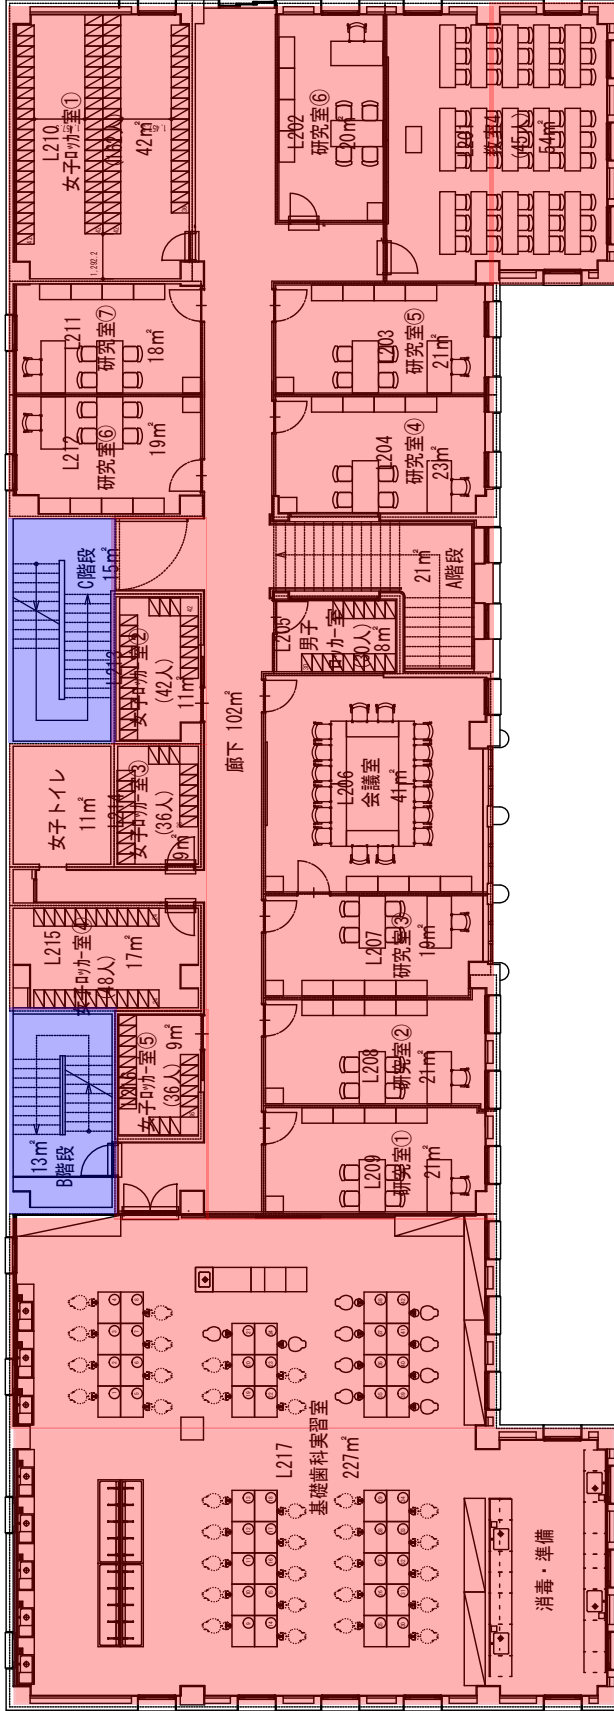 L210
女子ロッカー室①
42㎡
1.292.2
L202
研究室⑥
20㎡
L201
教室4
(45人)
54㎡
L211
研究室⑦
18㎡
L203
研究室⑤
21㎡
L212
研究室⑥
19㎡
L204
研究室④
23㎡
C階段
15㎡
21㎡
A階段
L213
女子ロッカー室②
(42人)
11㎡
L205
男子
ロッカー室
(30人)
8㎡
廊下 102㎡
女子トイレ
11㎡
L214
女子ロッカー室③
(36人)
9㎡
L206
会議室
41㎡
L215
女子ロッカー室④
(48人)
17㎡
L207
研究室③
19㎡
女子ロッカー室⑤
(36人)
9㎡
13㎡
B階段
L208
研究室②
21㎡
L209
研究室①
21㎡
L217
基礎歯科実習室
227㎡
消毒・準備